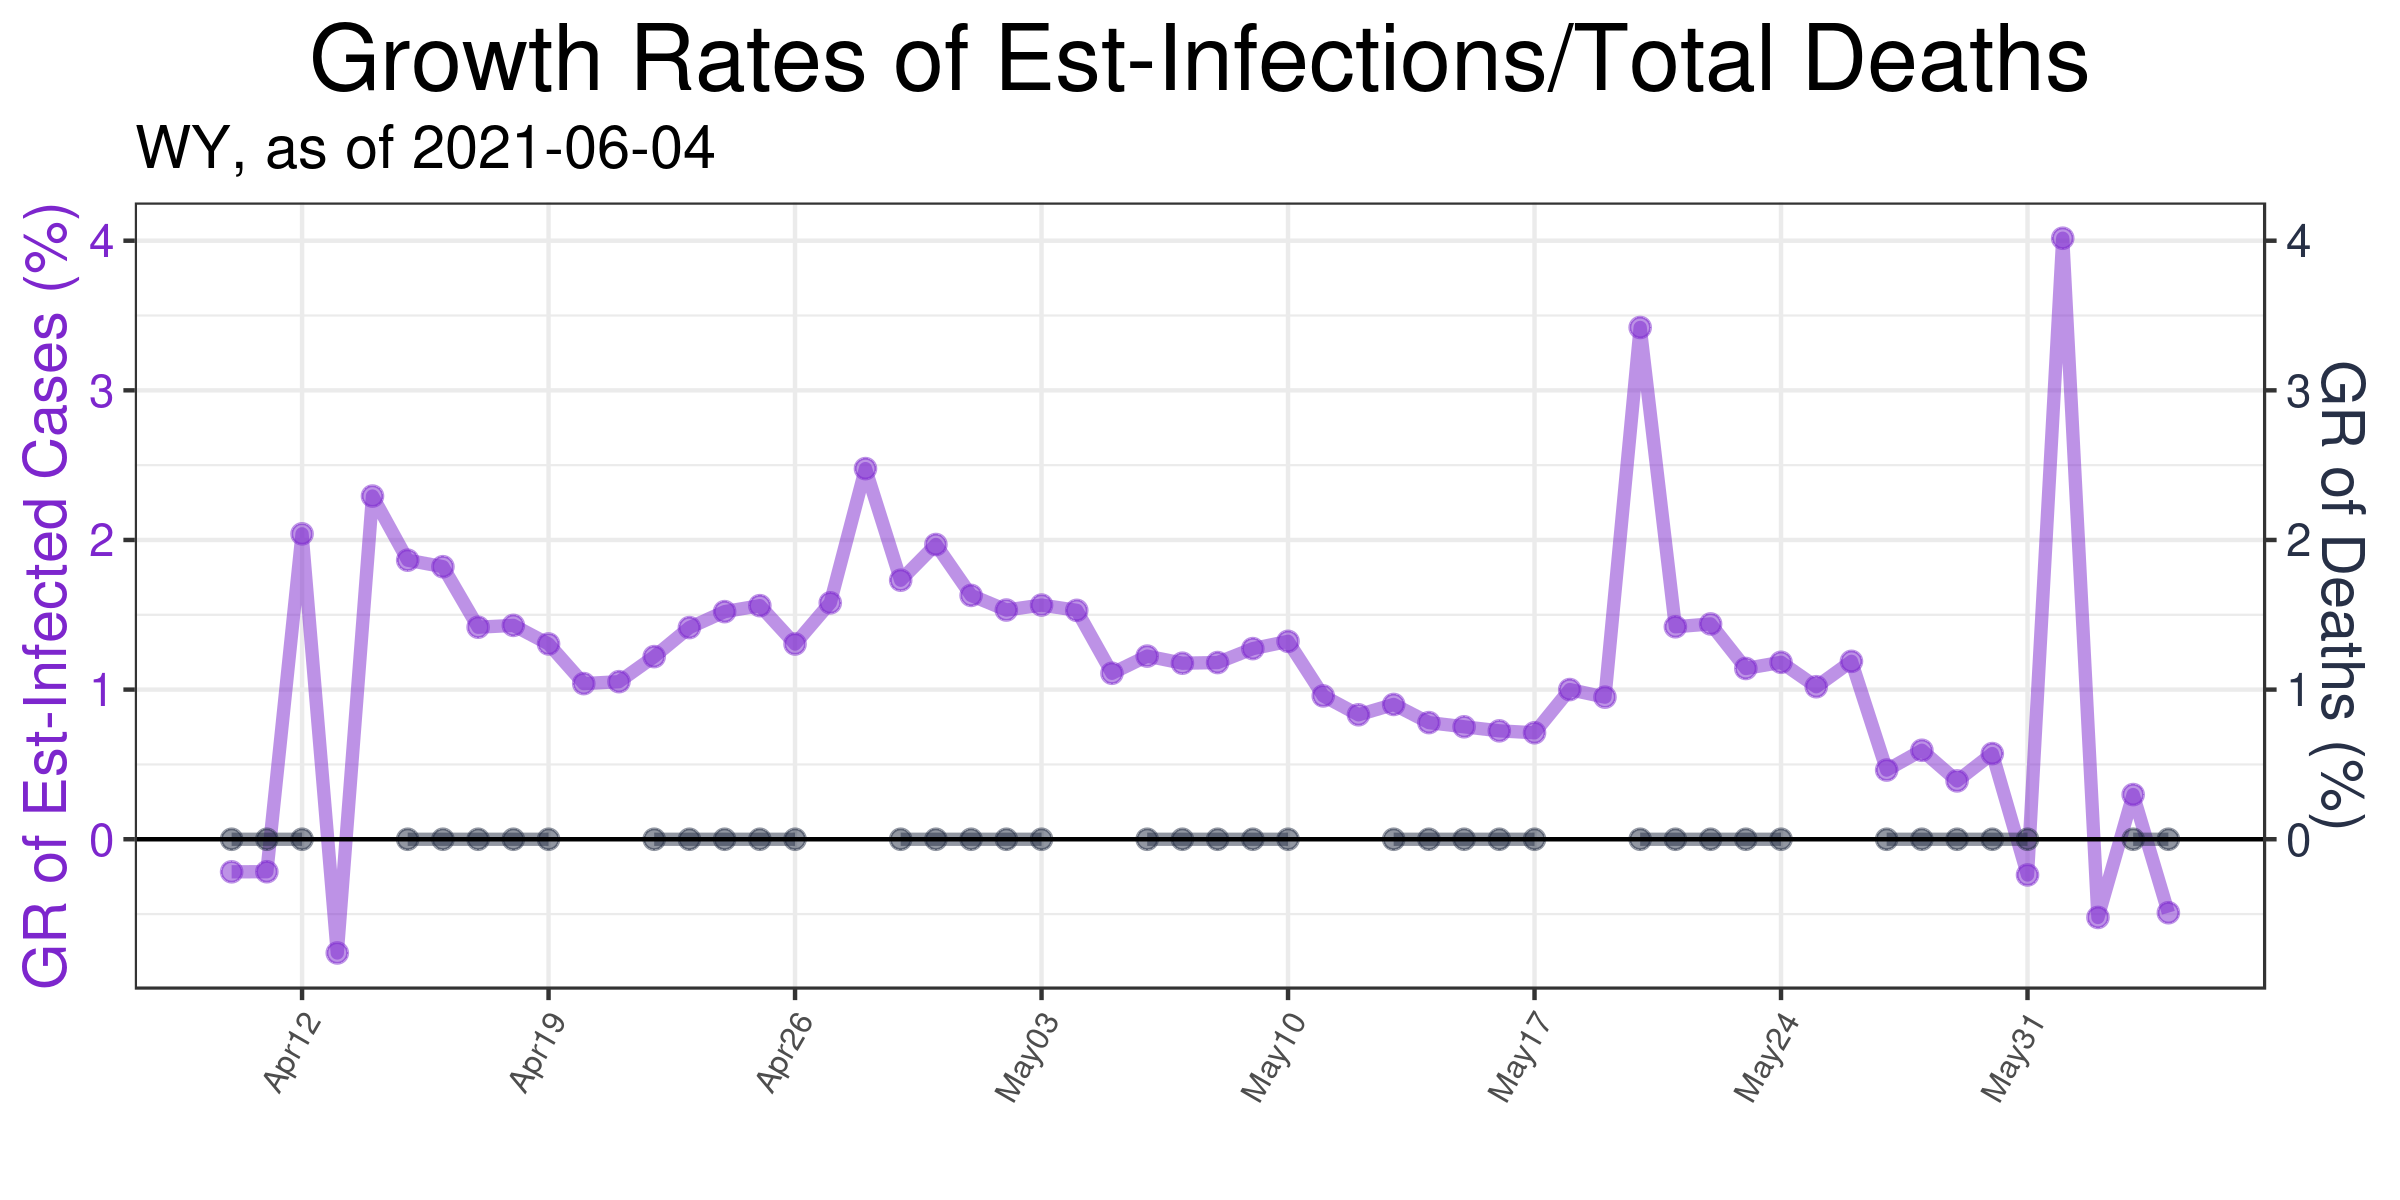 Growth Rates of Est-Infections/Total Deaths
WY, as of 2021-06-04
GR of Est-Infected Cases (%)
4
3
2
1
0
4
3
2
1
0
GR of Deaths (%)
Apr12
Apr19
Apr26
May03
May10
May17
May24
May31